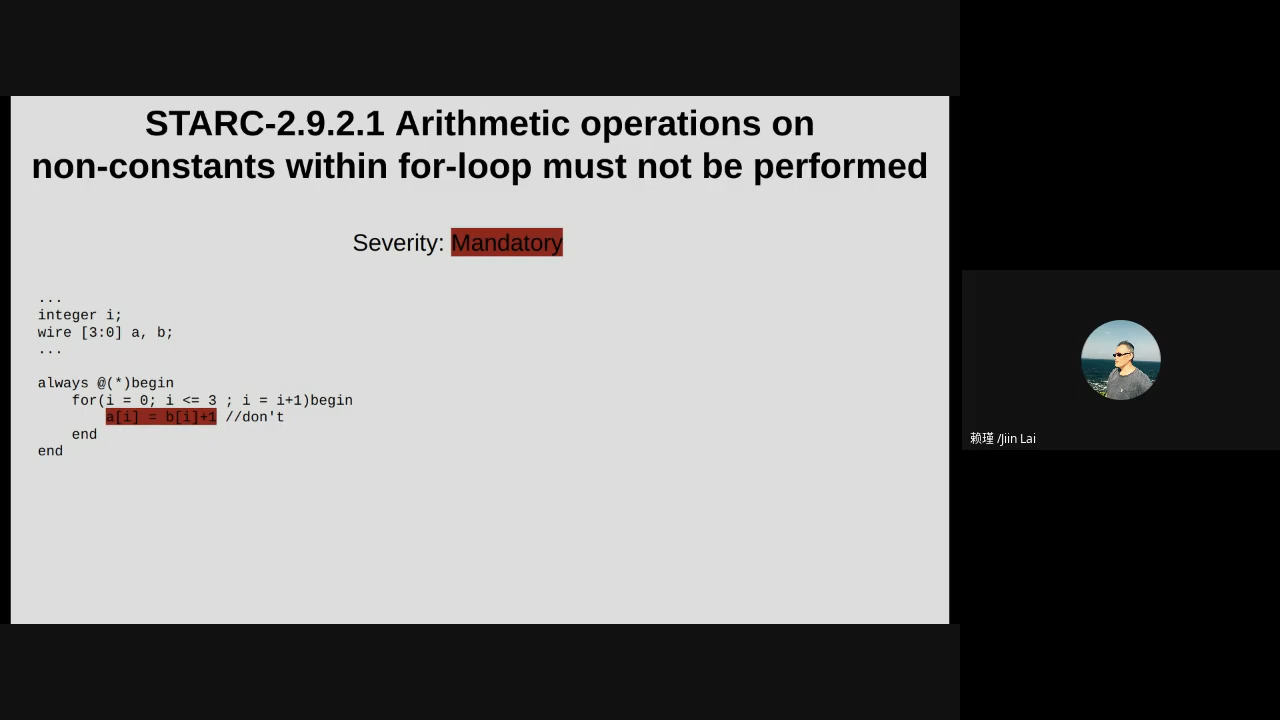 STARC-2.9.2.1 Arithmetic operations on
non-constants within for-loop must not be performed
Severity: Mandatory
...
integer i;
wire [3:0] a, b;
...
always @(*)begin
    for(i = 0; i <= 3 ; i = i+1)begin
        a[i] = b[i]+1 //don't
    end
end
赖瑾 /Jiin Lai